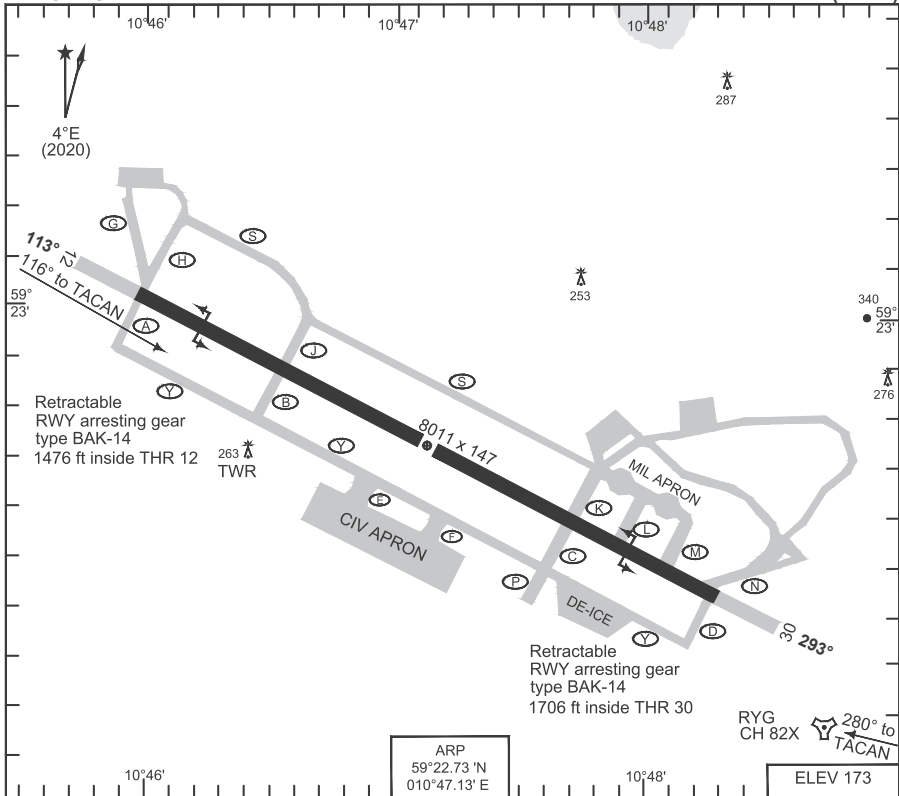 10°46'
10°47'
10°48'
287
4°E
(2020)
G
S
H
113°
12
116° to TACAN
253
340
59°
23'
59°
23'
A
J
S
276
Y
B
Retractable
RWY arresting gear
type BAK-14
1476 ft inside THR 12
8011 x 147
Y
263
TWR
MIL APRON
E
K
CIV APRON
L
F
M
C
P
N
DE-ICE
D
Y
30
293°
Retractable
RWY arresting gear
type BAK-14
1706 ft inside THR 30
RYG
CH 82X
280° to
TACAN
ARP
59°22.73 'N
010°47.13' E
10°46'
10°48'
ELEV 173